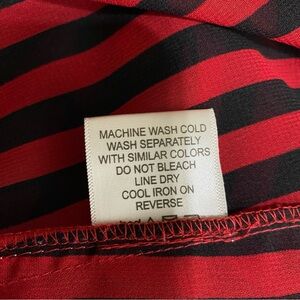 MACHINE WASH COLD
WASH SEPARATELY
WITH SIMILAR COLORS
DO NOT BLEACH
LINE DRY
COOL IRON ON
REVERSE